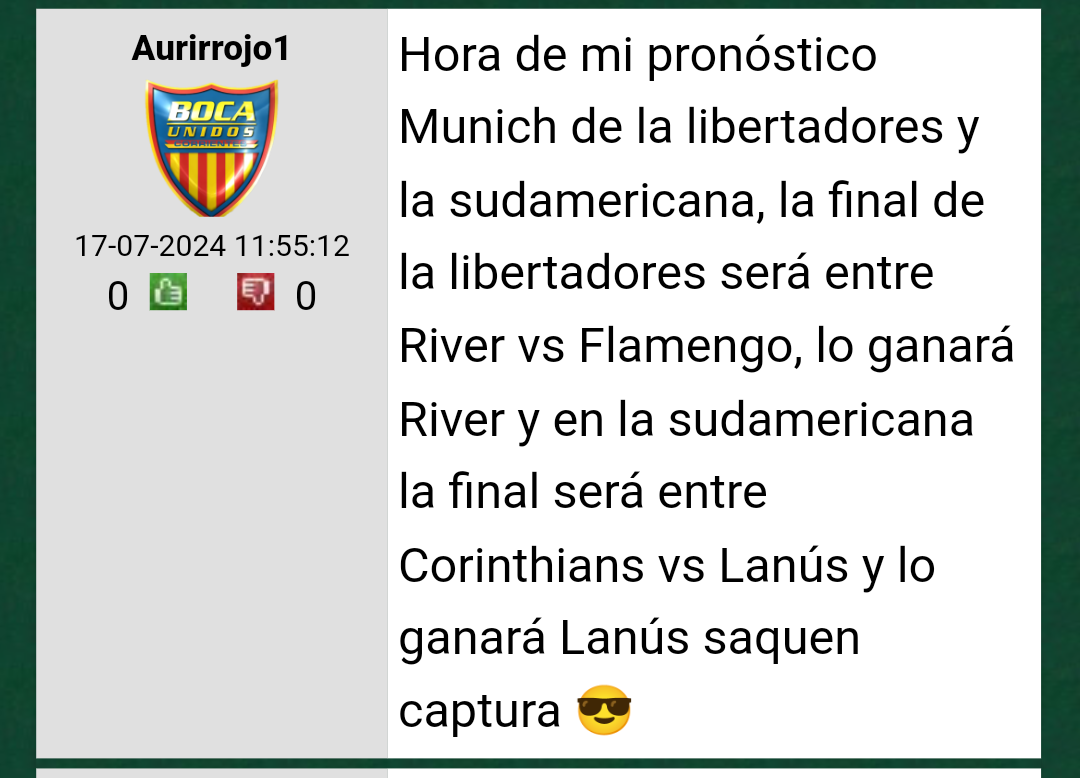 Aurirrojo1
BOCA
UNIDOS
CORRIENTES
17-07-2024 11:55:12
0 0
Hora de mi pronóstico
Munich de la libertadores y
la sudamericana, la final de
la libertadores será entre
River vs Flamengo, lo ganará
River y en la sudamericana
la final será entre
Corinthians vs Lanús y lo
ganará Lanús saquen
captura 😎